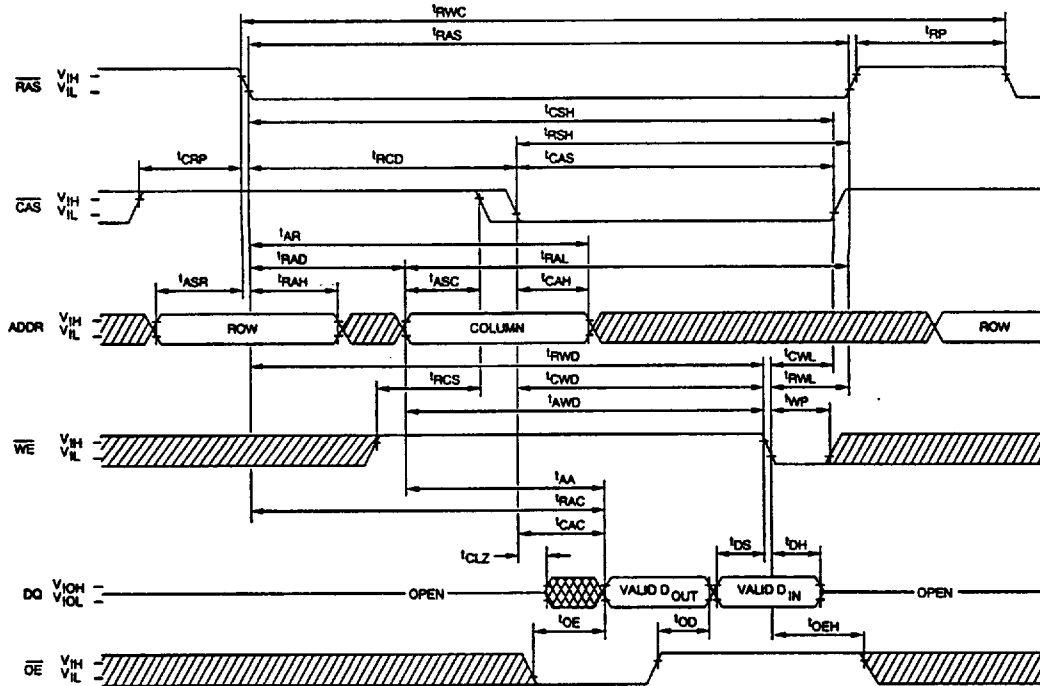 tRWC
tRAS
tRP
RAS
VIH
VIL
tCSH
tRSH
tCRP
tRCD
tCAS
CAS
VIH
VIL
tAR
tRAD
tRAL
tASR
tRAH
tASC
tCAH
ADDR
VIH
VIL
ROW
COLUMN
ROW
tRWD
tCWL
tRCS
tCWD
tRWL
tAWD
tWP
WE
VIH
VIL
tAA
tRAC
tCAC
tCLZ
tDS
tDH
DQ
VIOH
VIOL
OPEN
VALID DOUT
VALID DIN
OPEN
tOE
tOD
tOEH
OE
VIH
VIL